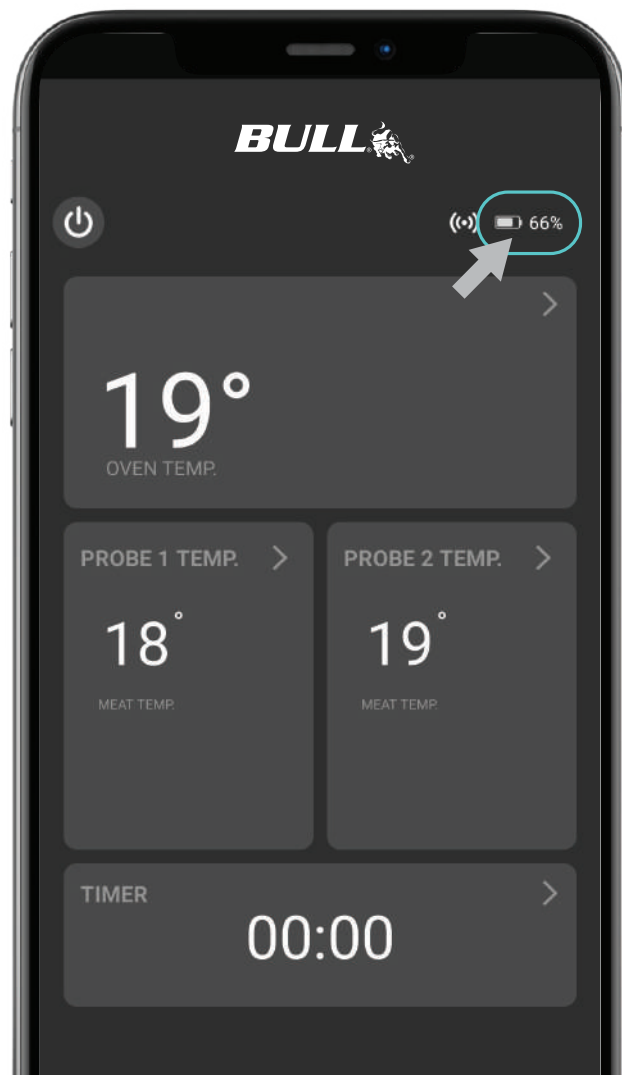 BULL
66%
19°
OVEN TEMP.
PROBE 1 TEMP.
PROBE 2 TEMP.
18°
19°
MEAT TEMP.
MEAT TEMP.
TIMER
00:00